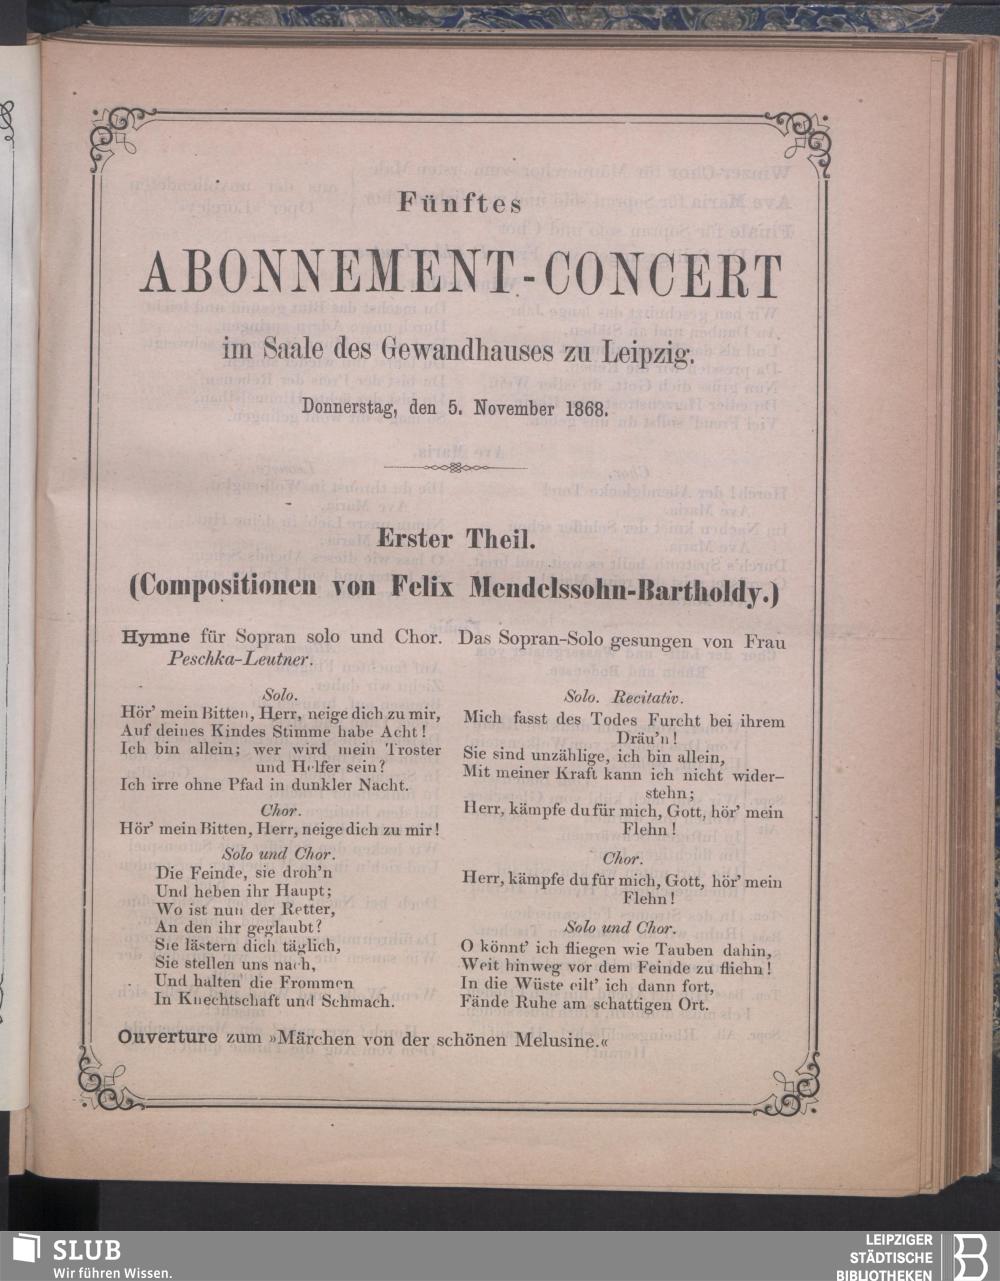 Fünftes
ABONNEMENT-CONCERT
im Saale des Gewandhauses zu Leipzig.
Donnerstag, den 5. November 1868.
Erster Theil.
(Compositionen von Felix Mendelssohn-Bartholdy.)
Hymne für Sopran solo und Chor. Das Sopran-Solo gesungen von Frau
Peschka-Leutner.
Solo.
Hör' mein Bitten, Herr, neige dich zu mir,
Auf deines Kindes Stimme habe Acht!
Ich bin allein; wer wird mein Tröster
und Helfer sein?
Ich irre ohne Pfad in dunkler Nacht.
Chor.
Hör' mein Bitten, Herr, neige dich zu mir!
Solo und Chor.
Die Feinde, sie droh'n
Und heben ihr Haupt;
Wo ist nun der Retter,
An den ihr geglaubt?
Sie lästern dich täglich,
Sie stellen uns nach,
Und halten die Frommen
In Knechtschaft und Schmach.
Solo. Recitativ.
Mich fasst des Todes Furcht bei ihrem
Dräu'n!
Sie sind unzählige, ich bin allein,
Mit meiner Kraft kann ich nicht wider-
stehn;
Herr, kämpfe du für mich, Gott, hör' mein
Flehn!
Chor.
Herr, kämpfe du für mich, Gott, hör' mein
Flehn!
Solo und Chor.
O könnt' ich fliegen wie Tauben dahin,
Weit hinweg vor dem Feinde zu fliehn!
In die Wüste eilt' ich dann fort,
Fände Ruhe am schattigen Ort.
Ouverture zum »Märchen von der schönen Melusine.«
SLUB
Wir führen Wissen.
LEIPZIGER
STÄDTISCHE
BIBLIOTHEKEN